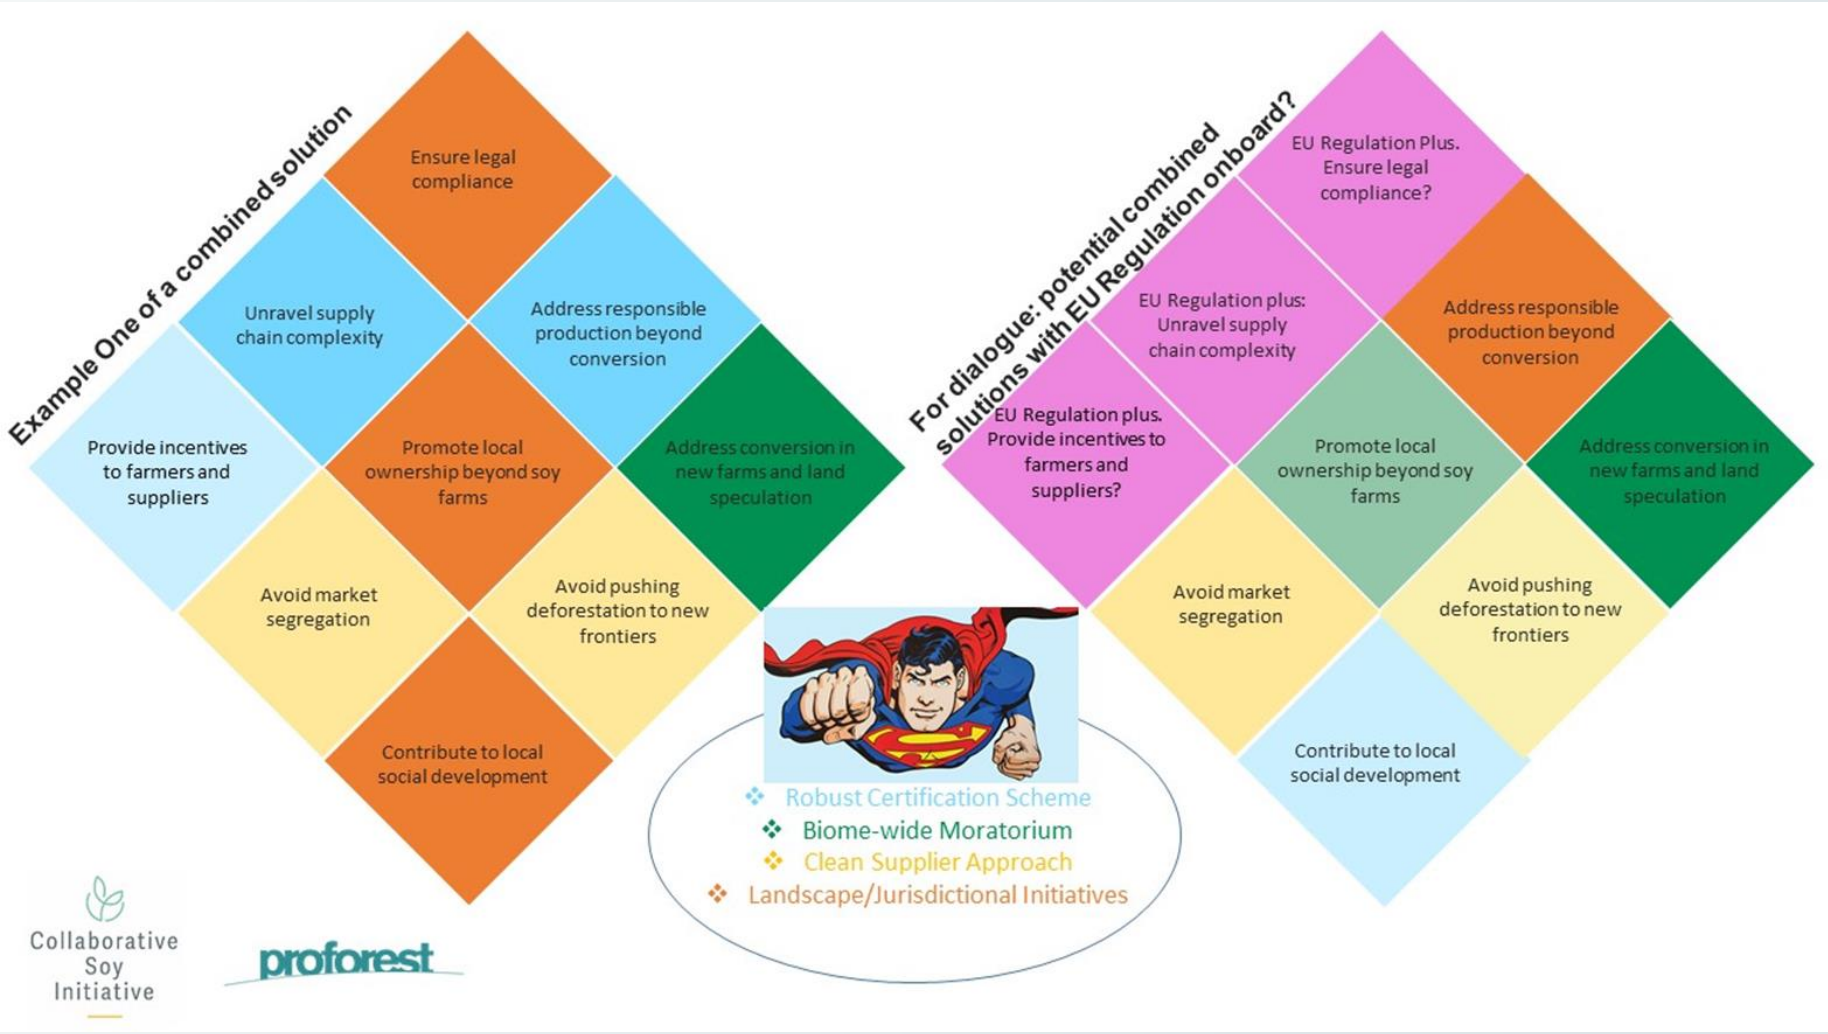 Example One of a combined solution
Ensure legal
compliance
Unravel supply
chain complexity
Address responsible
production beyond
conversion
Provide incentives
to farmers and
suppliers
Promote local
ownership beyond soy
farms
Address conversion in
new farms and land
speculation
Avoid market
segregation
Avoid pushing
deforestation to new
frontiers
Contribute to local
social development
For dialogue: potential combined
solutions with EU Regulation onboard?
EU Regulation Plus.
Ensure legal
compliance?
EU Regulation plus:
Unravel supply
chain complexity
Address responsible
production beyond
conversion
EU Regulation plus.
Provide incentives to
farmers and
suppliers?
Promote local
ownership beyond soy
farms
Address conversion in
new farms and land
speculation
Avoid market
segregation
Avoid pushing
deforestation to new
frontiers
Contribute to local
social development
S
❖ Robust Certification Scheme
❖ Biome-wide Moratorium
❖ Clean Supplier Approach
❖ Landscape/Jurisdictional Initiatives
Collaborative
Soy
Initiative
proforest